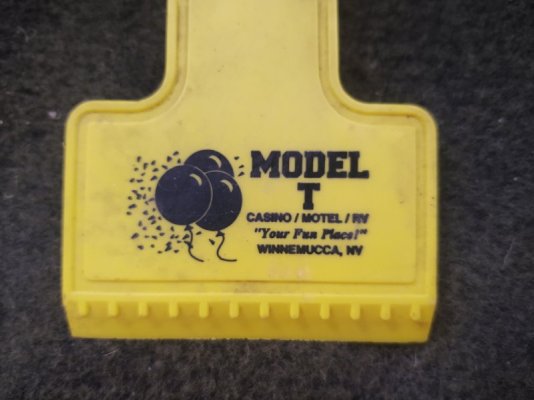 MODEL
T
CASINO / MOTEL / RV
"Your Fun Place!"
WINNEMUCCA, NV